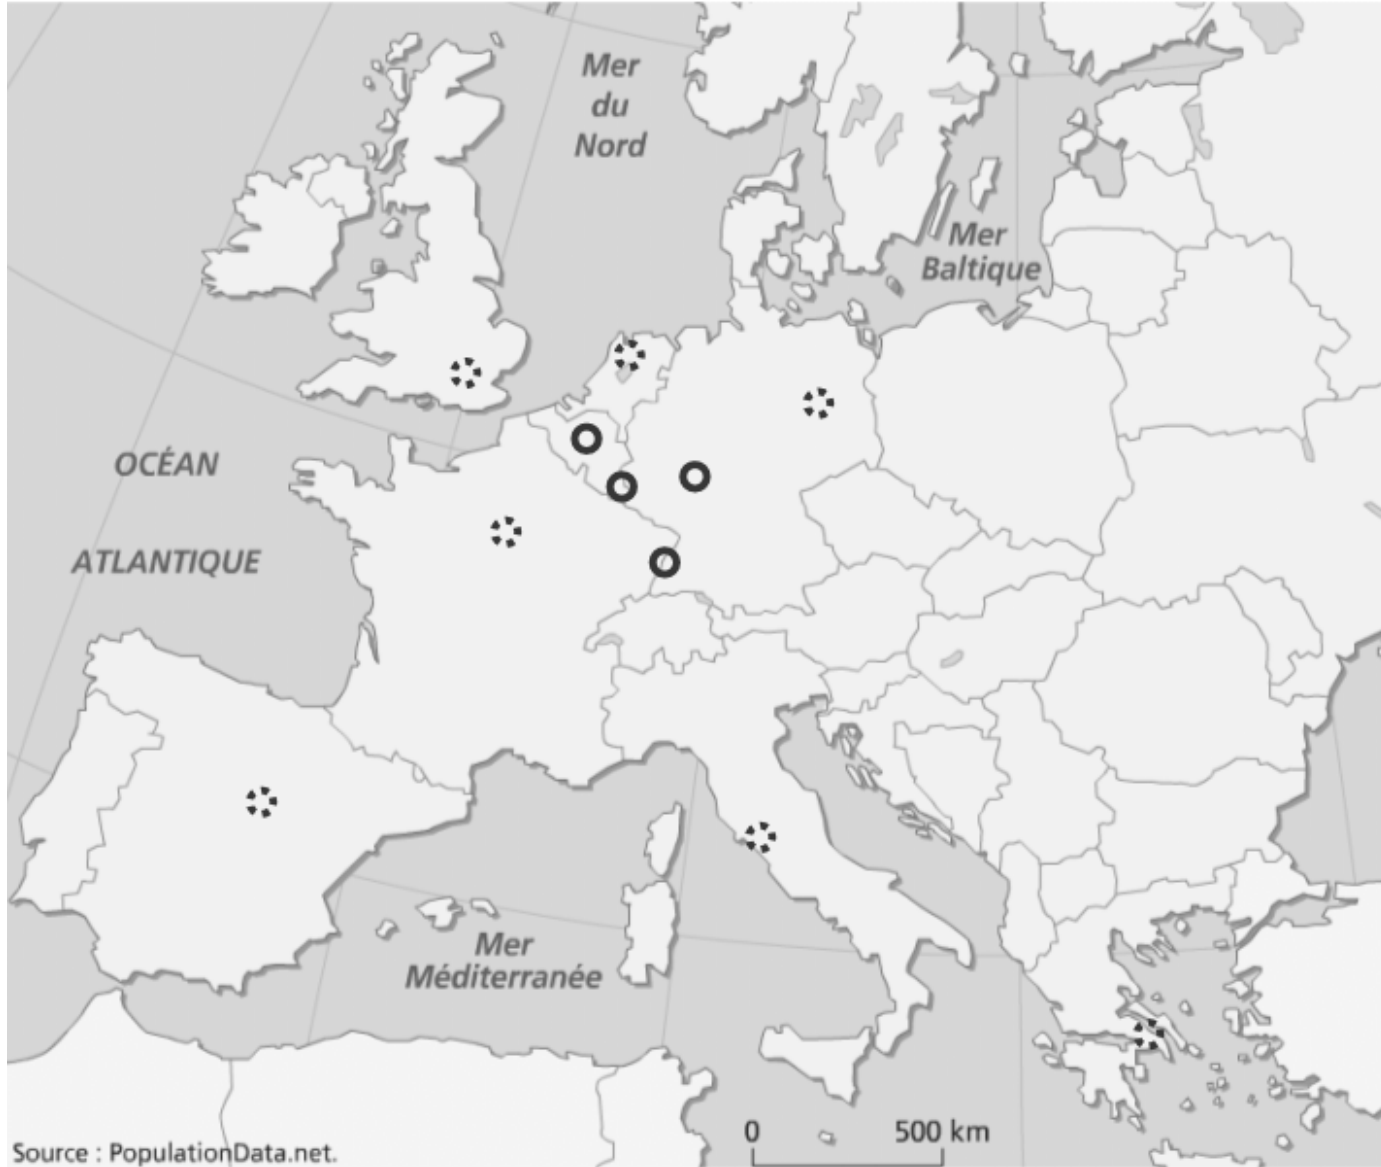 Mer
du
Nord
Mer
Baltique
OCÉAN
ATLANTIQUE
Mer
Méditerranée
0 500 km
Source : PopulationData.net.